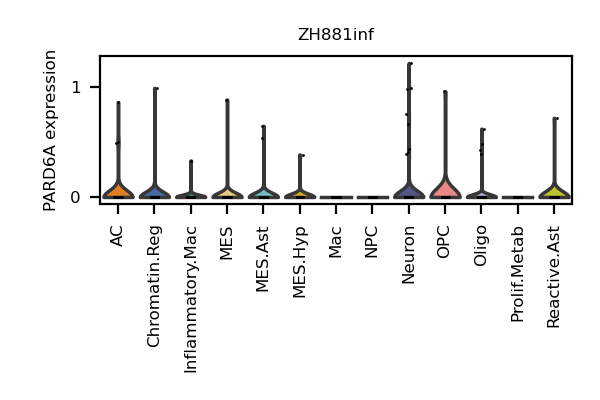 ZH881inf
PARD6A expression
1
0
AC
Chromatin.Reg
Inflammatory.Mac
MES
MES.Ast
MES.Hyp
Mac
NPC
Neuron
OPC
Oligo
Prolif.Metab
Reactive.Ast